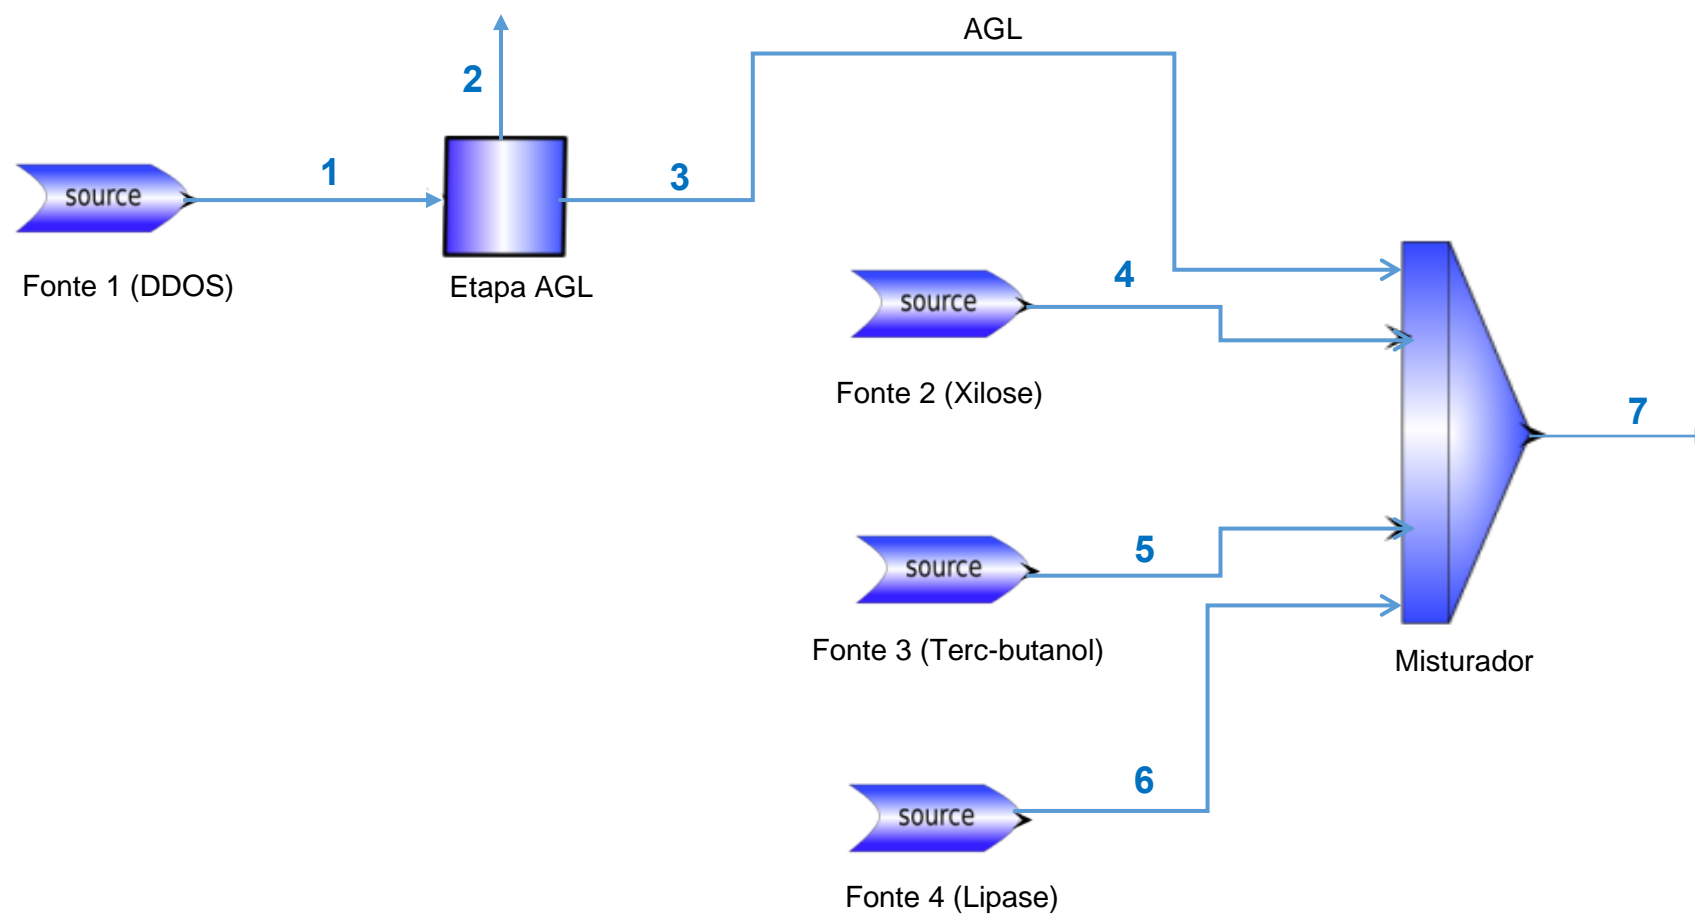 AGL
2
1
3
source
Fonte 1 (DDOS)
Etapa AGL
4
source
Fonte 2 (Xilose)
7
5
source
Fonte 3 (Terc-butanol)
Misturador
6
source
Fonte 4 (Lipase)